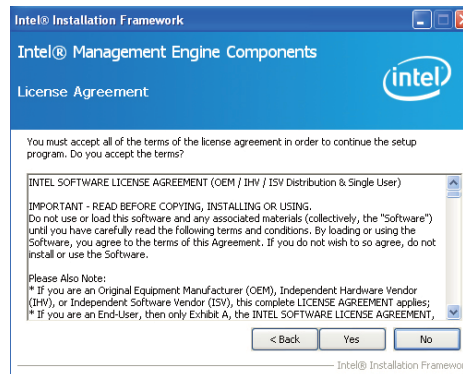 Intel® Installation Framework
Intel® Management Engine Components
License Agreement
intel
You must accept all of the terms of the license agreement in order to continue the setup
program. Do you accept the terms?
INTEL SOFTWARE LICENSE AGREEMENT (OEM / IHV / ISV Distribution & Single User)
IMPORTANT - READ BEFORE COPYING, INSTALLING OR USING.
Do not use or load this software and any associated materials (collectively, the "Software")
until you have carefully read the following terms and conditions. By loading or using the
Software, you agree to the terms of this Agreement. If you do not wish to so agree, do not
install or use the Software.
Please Also Note:
* If you are an Original Equipment Manufacturer (OEM), Independent Hardware Vendor
(IHV), or Independent Software Vendor (ISV), this complete LICENSE AGREEMENT applies;
* If you are an End-User, then only Exhibit A, the INTEL SOFTWARE LICENSE AGREEMENT,
< Back Yes No
Intel® Installation Framewor